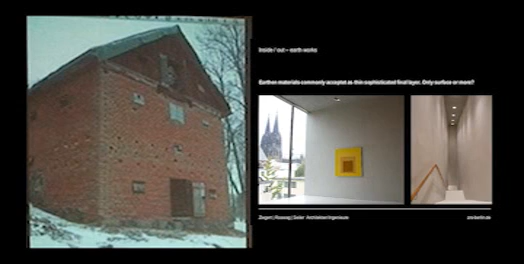 Inside / out – earth works
Earthen materials commonly accepted as thin sophisticated final layer. Only surface or more?
Ziegert | Roswag | Seiler Architekten Ingenieure
zrs-berlin.de